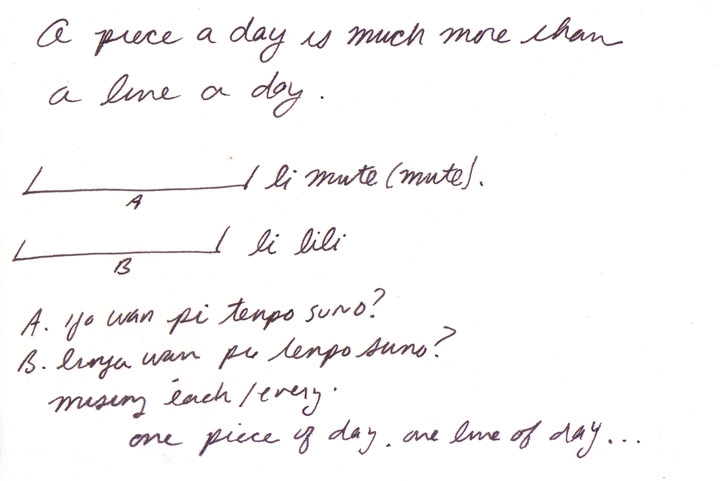 a piece a day is much more than
a line a day.
li mute (mute).
A
li lili
B
A. ijo wan pi tenpo suno?
B. linja wan pi tenpo suno?
missing each/every.
one piece of day. one line of day...